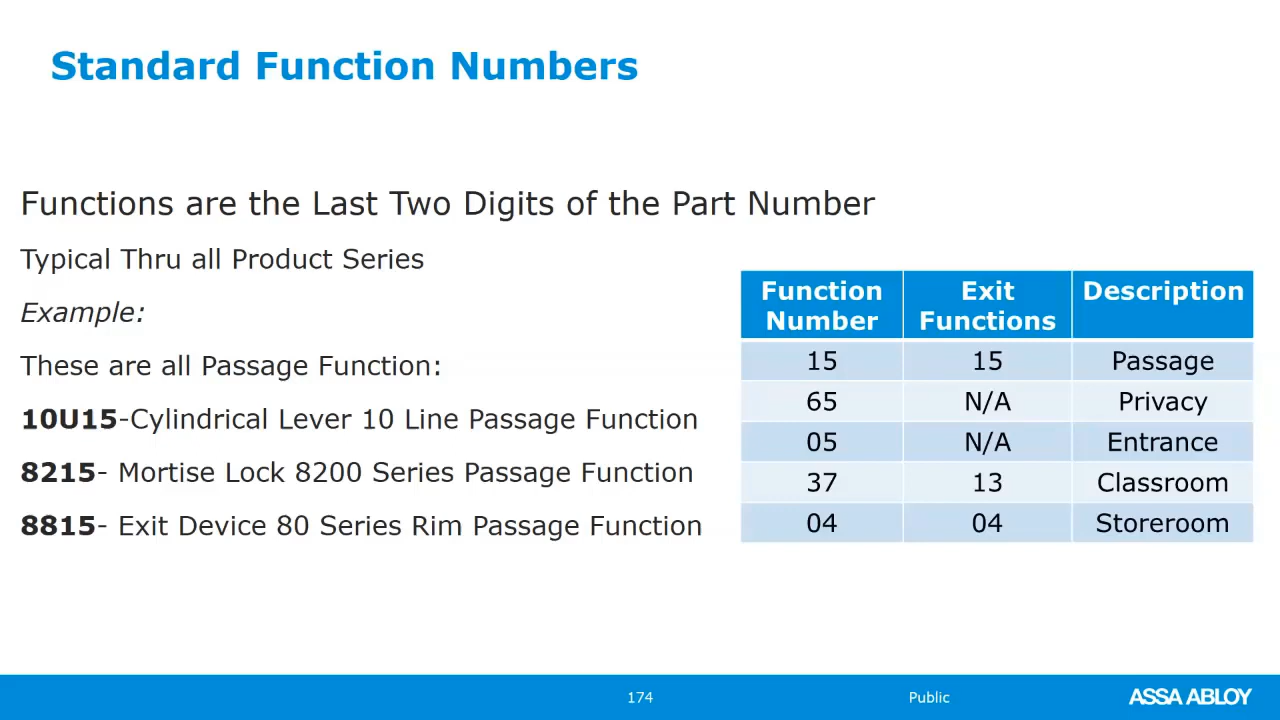 Standard Function Numbers
Functions are the Last Two Digits of the Part Number
Typical Thru all Product Series
Example:
These are all Passage Function:
10U15-Cylindrical Lever 10 Line Passage Function
8215- Mortise Lock 8200 Series Passage Function
8815- Exit Device 80 Series Rim Passage Function
Function Number Exit Functions Description
15 15 Passage
65 N/A Privacy
05 N/A Entrance
37 13 Classroom
04 04 Storeroom
174 Public ASSA ABLOY